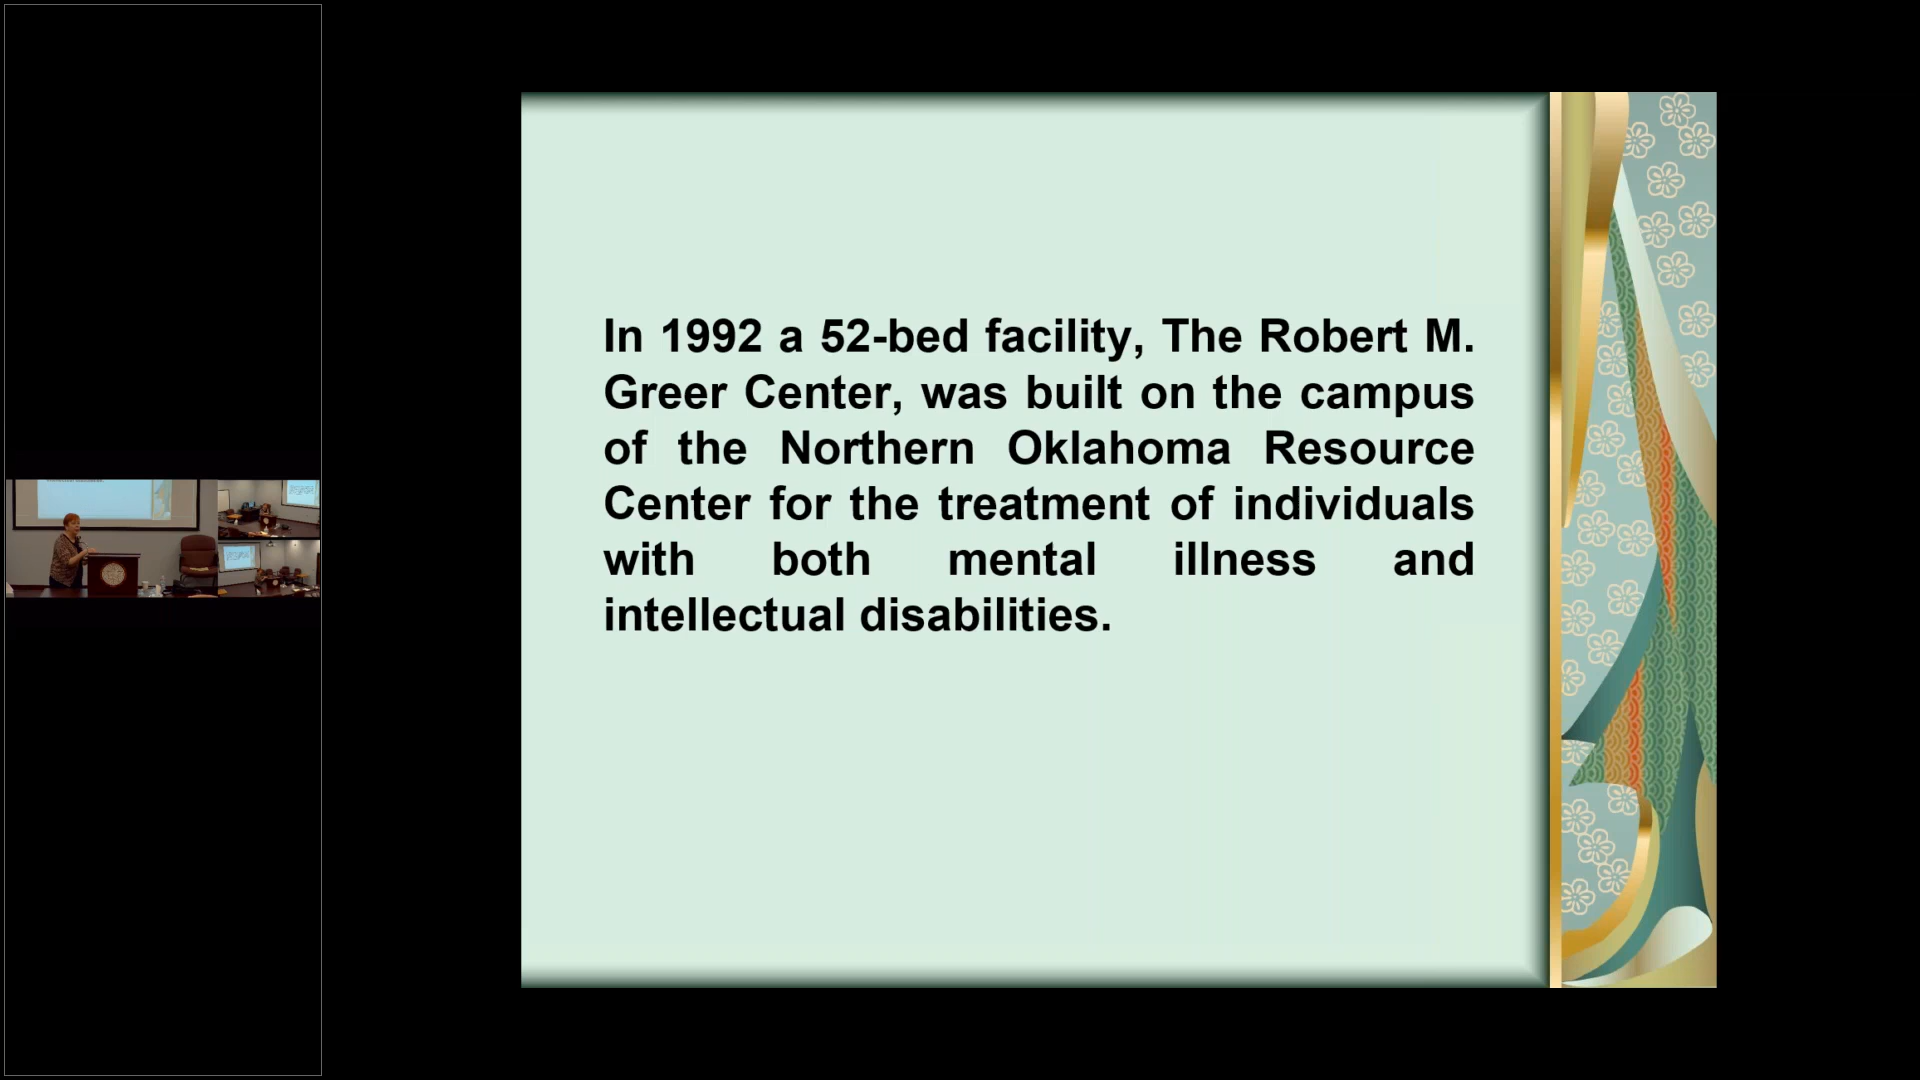 In 1992 a 52-bed facility, The Robert M.
Greer Center, was built on the campus
of the Northern Oklahoma Resource
Center for the treatment of individuals
with both mental illness and
intellectual disabilities.